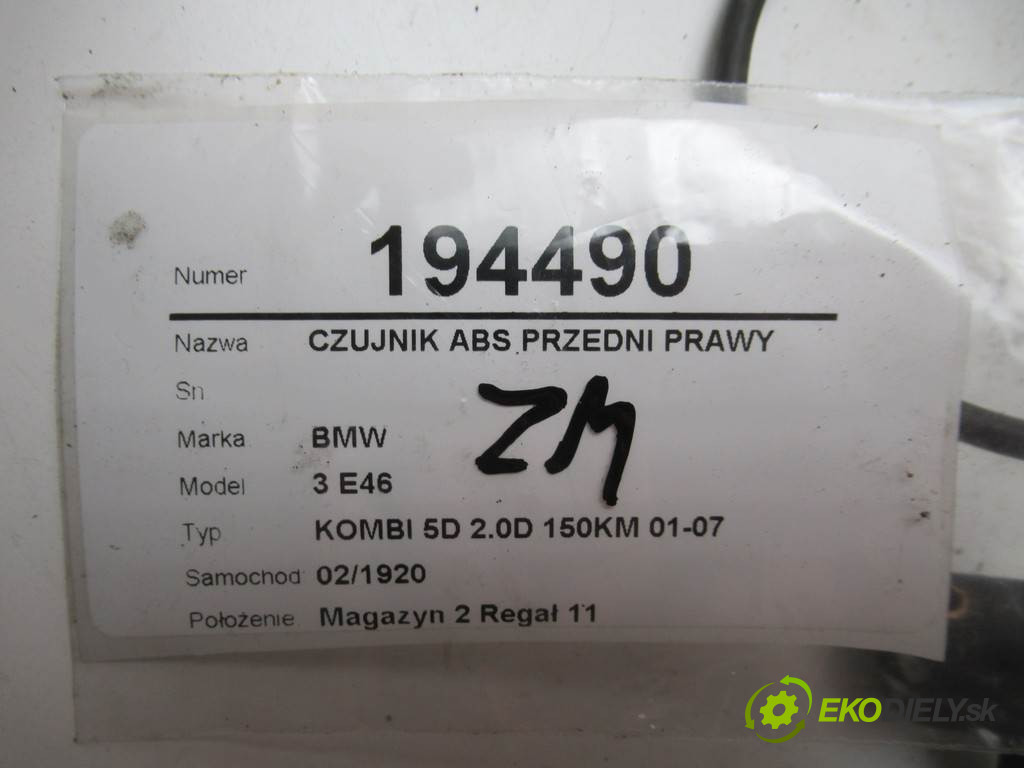 Numer 194490
Nazwa CZUJNIK ABS PRZEDNI PRAWY
Sn
ZM
Marka BMW
Model 3 E46
Typ KOMBI 5D 2.0D 150KM 01-07
Samochod 02/1920
Położenie Magazyn 2 Regał 11
EKODIELY.sk